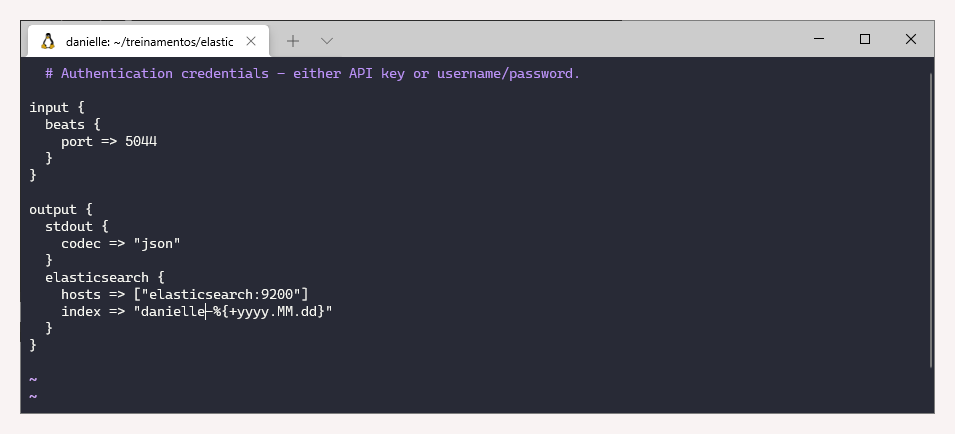 danielle: ~/treinamentos/elastic
# Authentication credentials - either API key or username/password.
input {
beats {
port => 5044
}
}
output {
stdout {
codec => "json"
}
elasticsearch {
hosts => ["elasticsearch:9200"]
index => "danielle-%{+yyyy.MM.dd}"
}
}
~
~